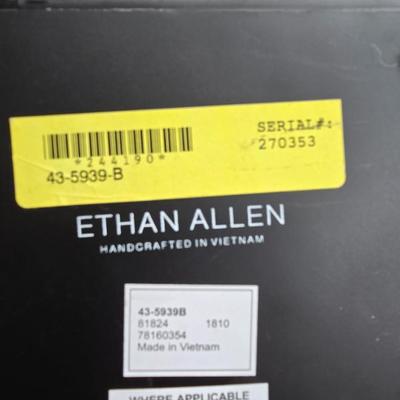 SERIAL#:
270353
*244190*
43-5939-B
ETHAN ALLEN
HANDCRAFTED IN VIETNAM
43-5939B
81824 1810
78160354
Made in Vietnam
WHERE APPLICABLE